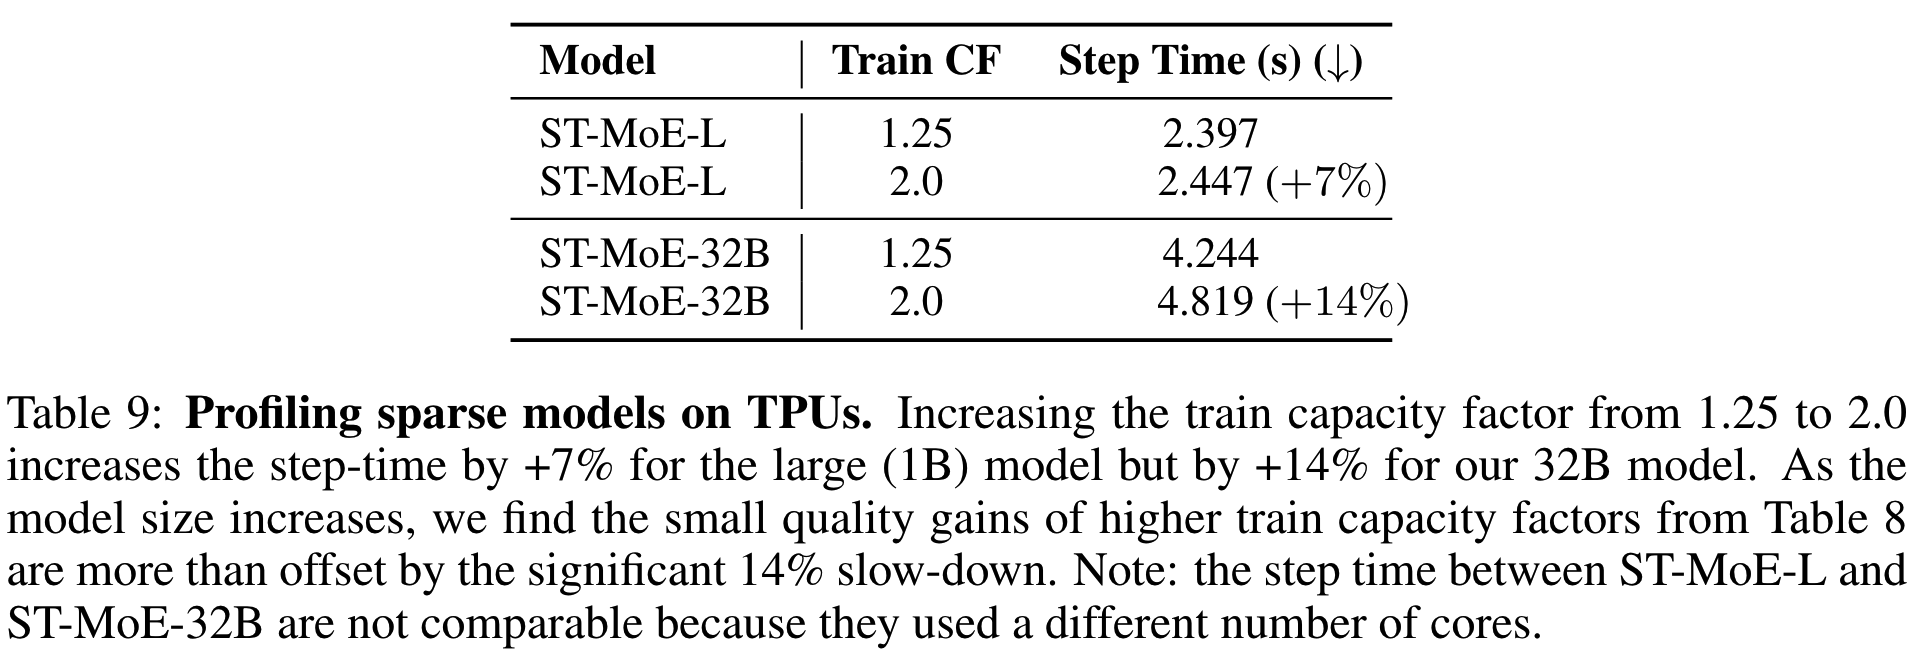 Model Train CF Step Time (s) (↓)
ST-MoE-L 1.25 2.397
ST-MoE-L 2.0 2.447 (+7%)
ST-MoE-32B 1.25 4.244
ST-MoE-32B 2.0 4.819 (+14%)
Table 9: Profiling sparse models on TPUs. Increasing the train capacity factor from 1.25 to 2.0
increases the step-time by +7% for the large (1B) model but by +14% for our 32B model. As the
model size increases, we find the small quality gains of higher train capacity factors from Table 8
are more than offset by the significant 14% slow-down. Note: the step time between ST-MoE-L and
ST-MoE-32B are not comparable because they used a different number of cores.